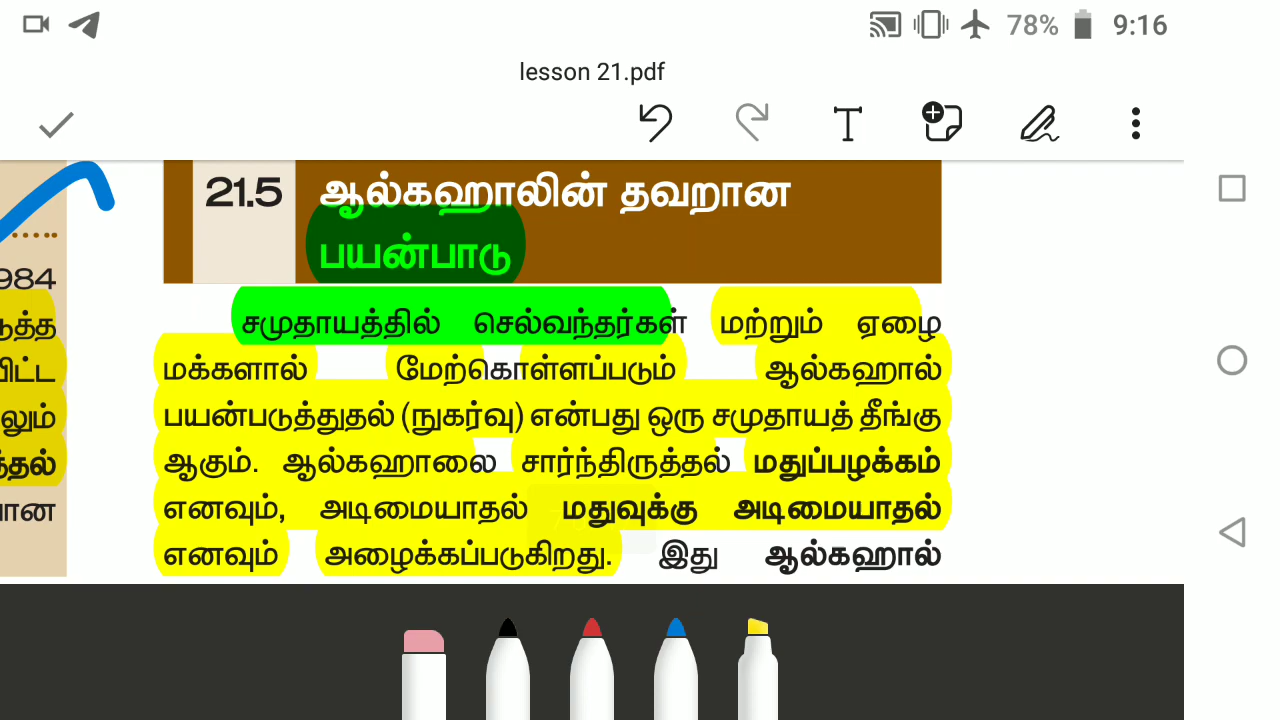 78% 9:16
lesson 21.pdf
21.5 ஆல்கஹாலின் தவறான
பயன்பாடு
984
சமுதாயத்தில் செல்வந்தர்கள் மற்றும் ஏழை
மக்களால் மேற்கொள்ளப்படும் ஆல்கஹால்
பயன்படுத்துதல் (நுகர்வு) என்பது ஒரு சமுதாயத் தீங்கு
ஆகும். ஆல்கஹாலை சார்ந்திருத்தல் மதுப்பழக்கம்
எனவும், அடிமையாதல் மதுவுக்கு அடிமையாதல்
எனவும் அழைக்கப்படுகிறது. இது ஆல்கஹால்